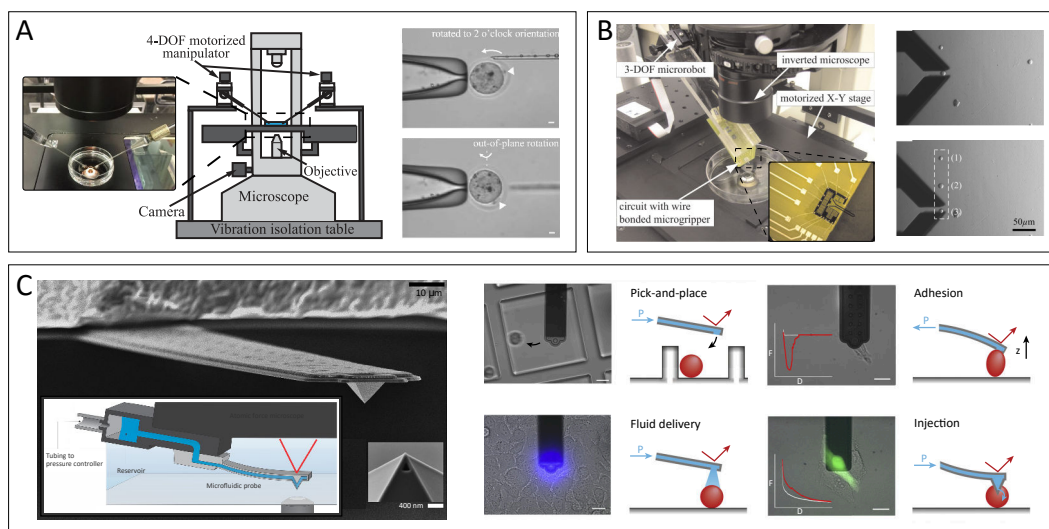 A
4-DOF motorized
manipulator
Objective
Microscope
Camera
Vibration isolation table
rotated to 2 o'clock orientation
out-of-plane rotation
B
3-DOF microrobot
inverted microscope
motorized X-Y stage
circuit with wire
bonded microgripper
(1)
(2)
(3)
50μm
C
10 μm
Tubing to
pressure controller
Reservoir
Microfluidic probe
400 nm
Pick-and-place
P
F
D
Adhesion
P
z
Fluid delivery
P
F
D
Injection
P